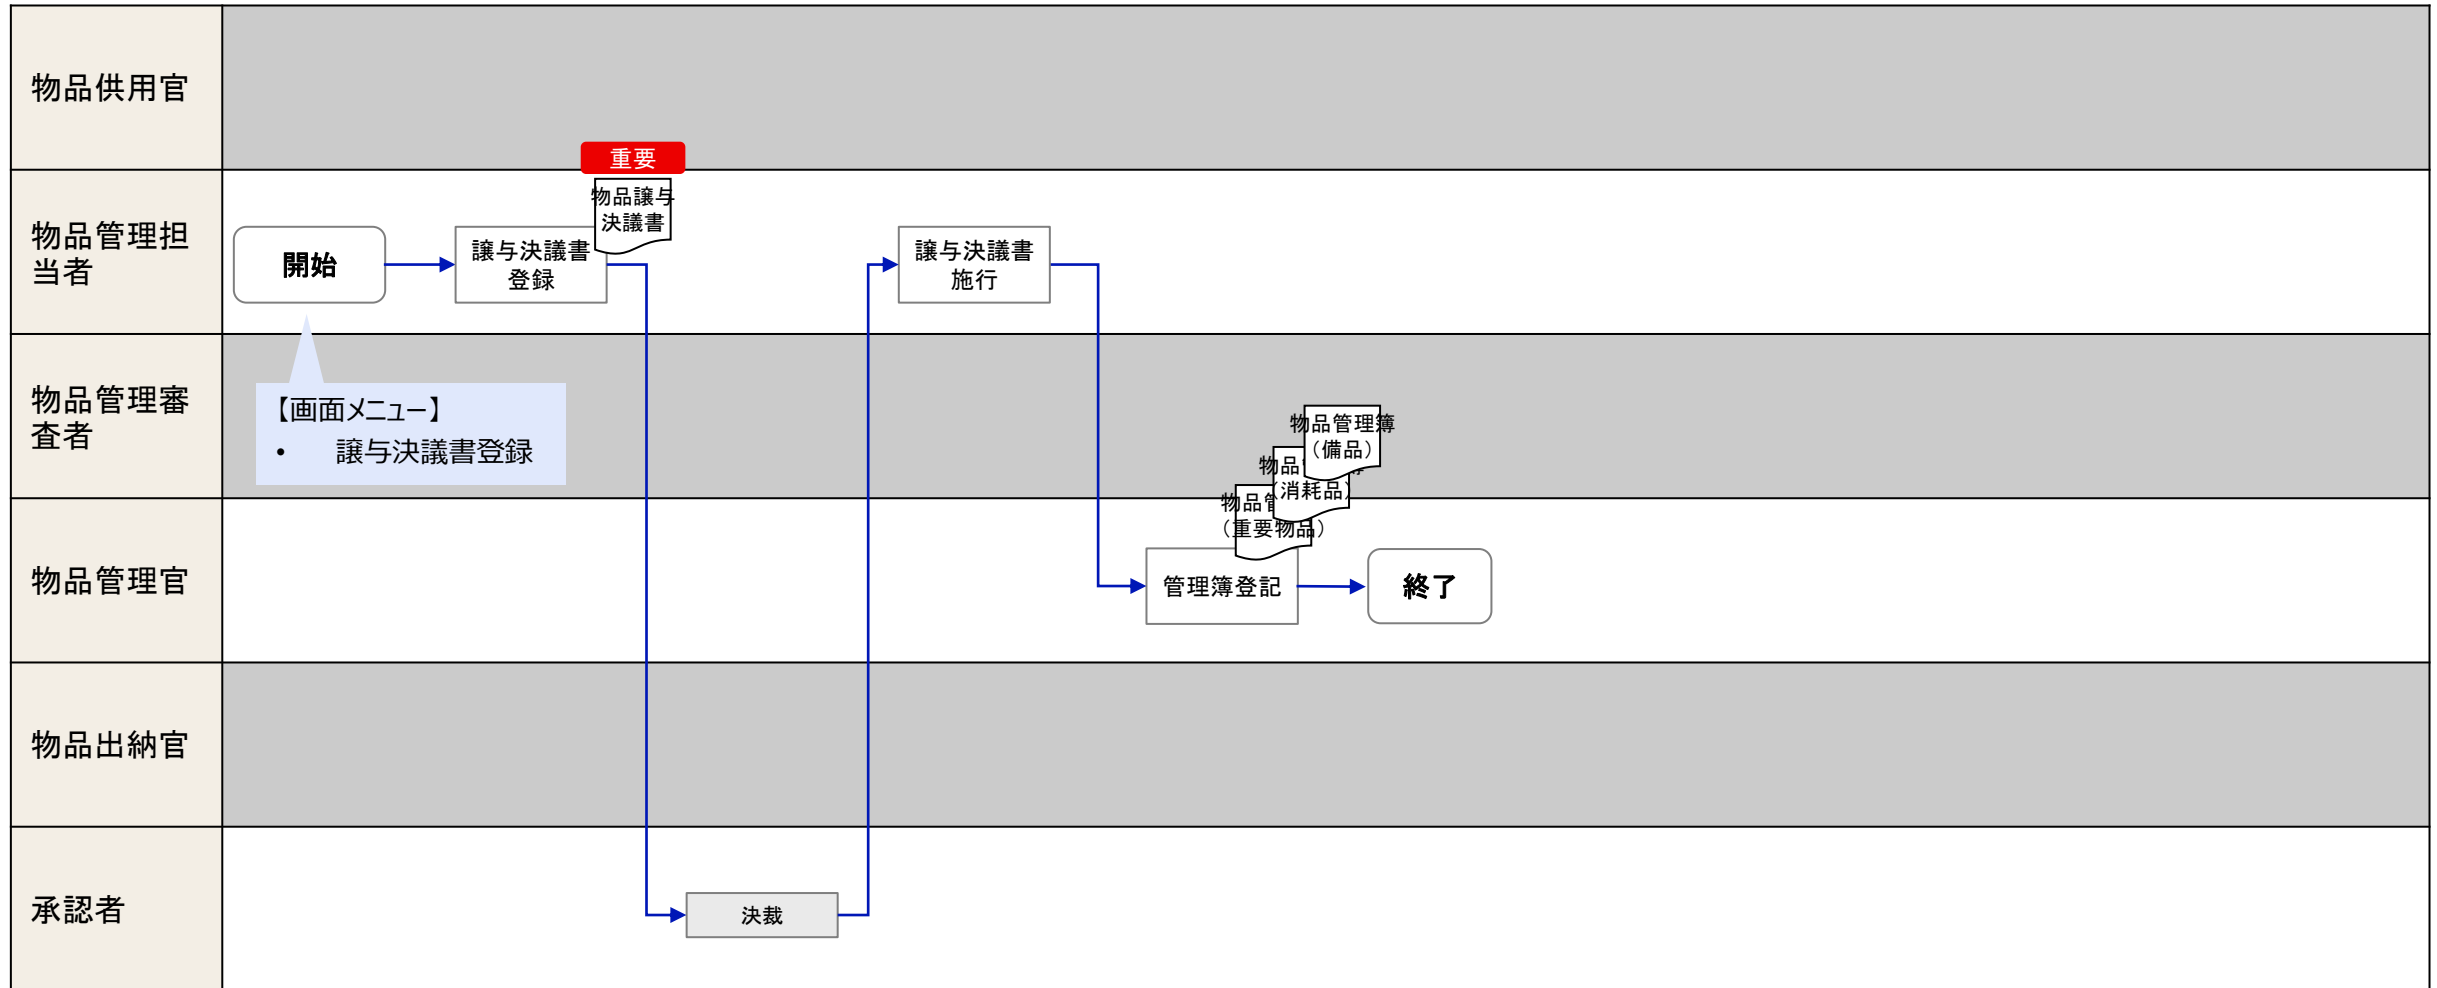 物品供用官
重要
物品管理担
当者
開始
譲与決議書
登録
物品譲与
決議書
譲与決議書
施行
物品管理審
査者
【画面メニュー】
• 譲与決議書登録
物品管理簿
（備品）
（消耗品）
（重要物品）
物品管理官
管理簿登記
終了
物品出納官
承認者
決裁